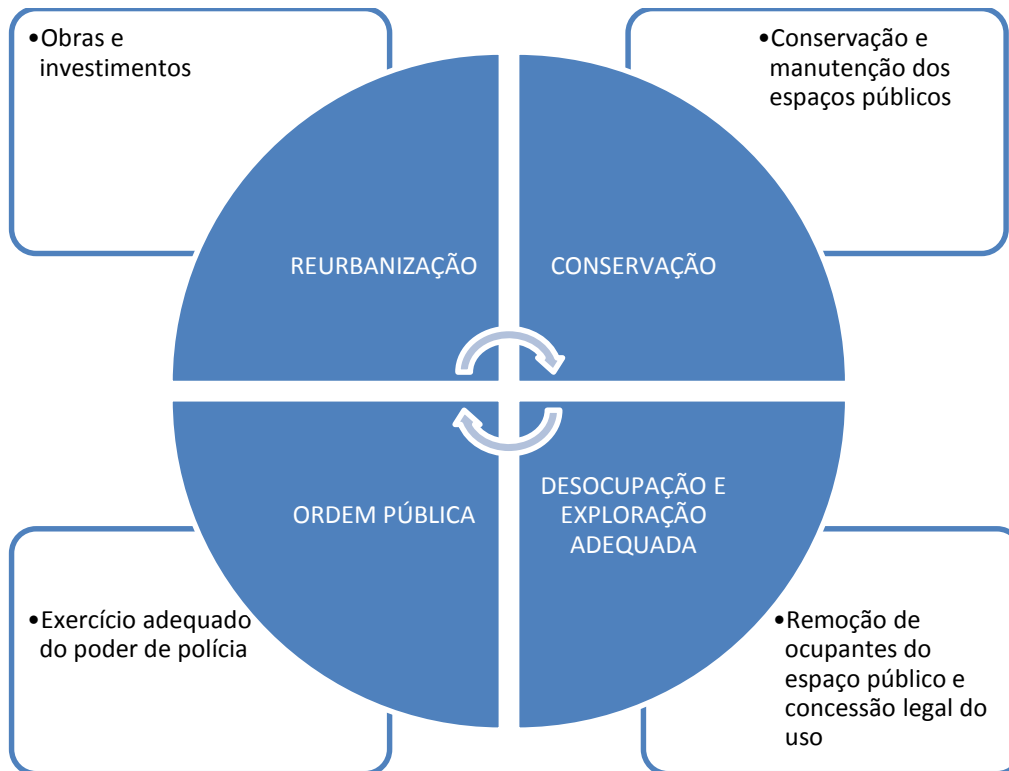 •Obras e
investimentos
•Conservação e
manutenção dos
espaços públicos
REURBANIZAÇÃO
CONSERVAÇÃO
ORDEM PÚBLICA
DESOCUPAÇÃO E
EXPLORAÇÃO
ADEQUADA
•Exercício adequado
do poder de polícia
•Remoção de
ocupantes do
espaço público e
concessão legal do
uso